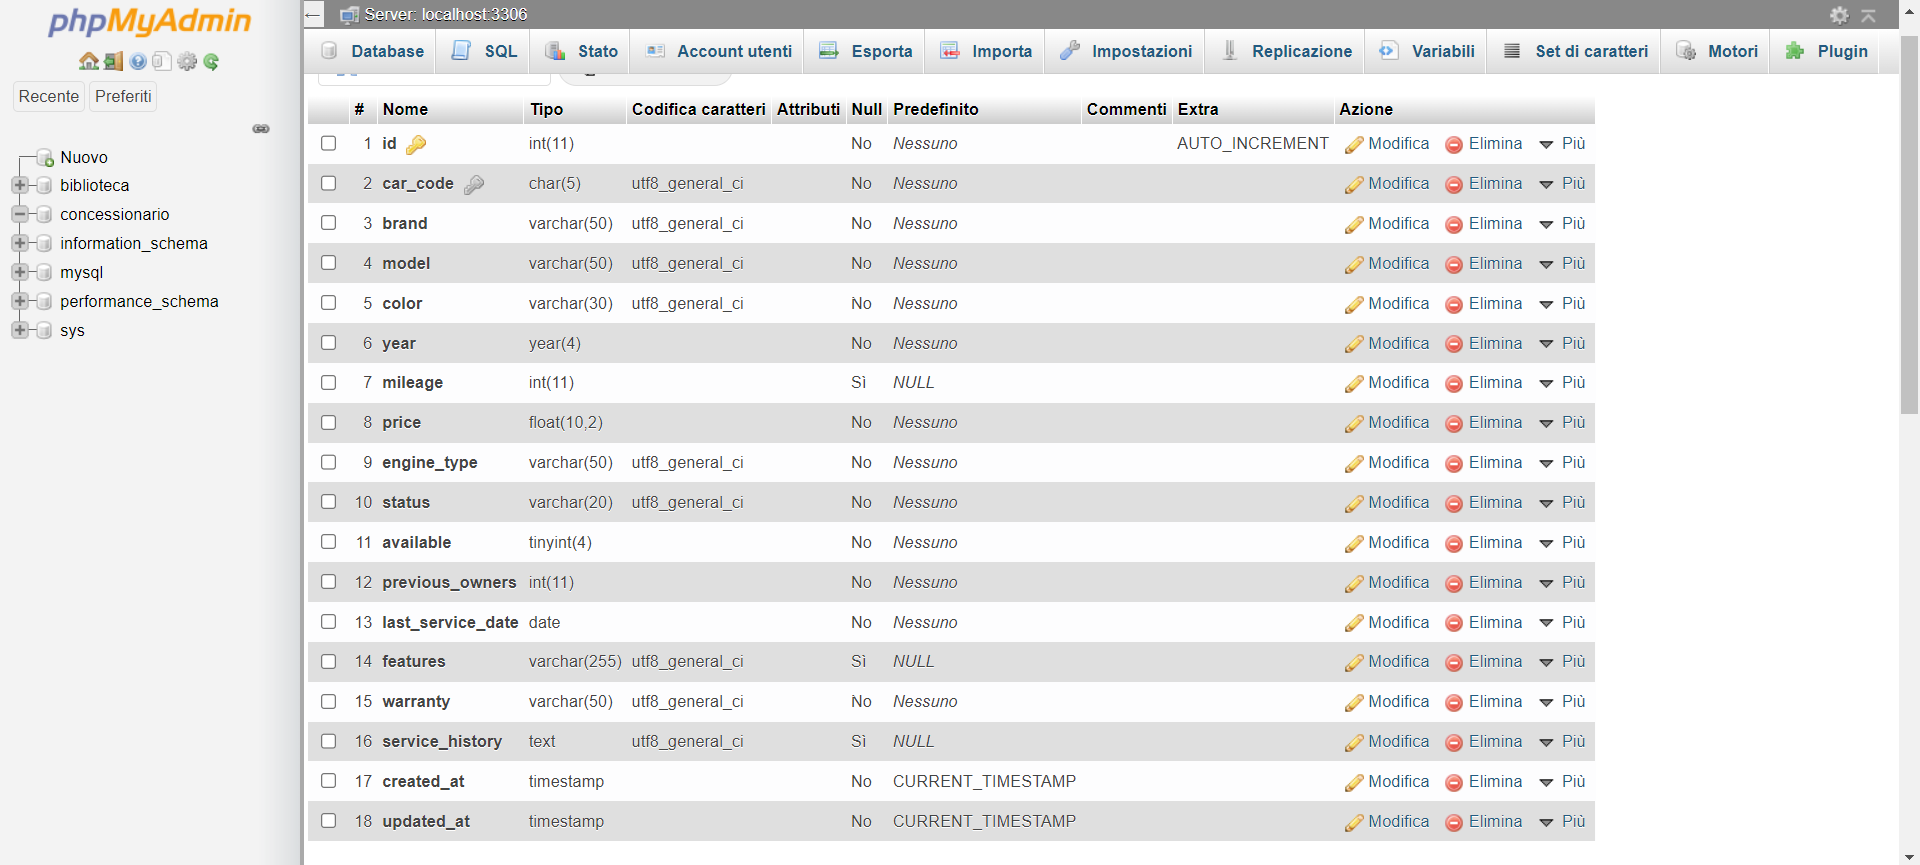 phpMyAdmin
Recente Preferiti
Nuovo
biblioteca
concessionario
information_schema
mysql
performance_schema
sys
Server: localhost:3306
Database SQL Stato Account utenti Esporta Importa Impostazioni Replicazione Variabili Set di caratteri Motori Plugin
# Nome Tipo Codifica caratteri Attributi Null Predefinito Commenti Extra Azione
1 id int(11) No Nessuno AUTO_INCREMENT Modifica Elimina Più
2 car_code char(5) utf8_general_ci No Nessuno Modifica Elimina Più
3 brand varchar(50) utf8_general_ci No Nessuno Modifica Elimina Più
4 model varchar(50) utf8_general_ci No Nessuno Modifica Elimina Più
5 color varchar(30) utf8_general_ci No Nessuno Modifica Elimina Più
6 year year(4) No Nessuno Modifica Elimina Più
7 mileage int(11) Sì NULL Modifica Elimina Più
8 price float(10,2) No Nessuno Modifica Elimina Più
9 engine_type varchar(50) utf8_general_ci No Nessuno Modifica Elimina Più
10 status varchar(20) utf8_general_ci No Nessuno Modifica Elimina Più
11 available tinyint(4) No Nessuno Modifica Elimina Più
12 previous_owners int(11) No Nessuno Modifica Elimina Più
13 last_service_date date No Nessuno Modifica Elimina Più
14 features varchar(255) utf8_general_ci Sì NULL Modifica Elimina Più
15 warranty varchar(50) utf8_general_ci No Nessuno Modifica Elimina Più
16 service_history text utf8_general_ci Sì NULL Modifica Elimina Più
17 created_at timestamp No CURRENT_TIMESTAMP Modifica Elimina Più
18 updated_at timestamp No CURRENT_TIMESTAMP Modifica Elimina Più